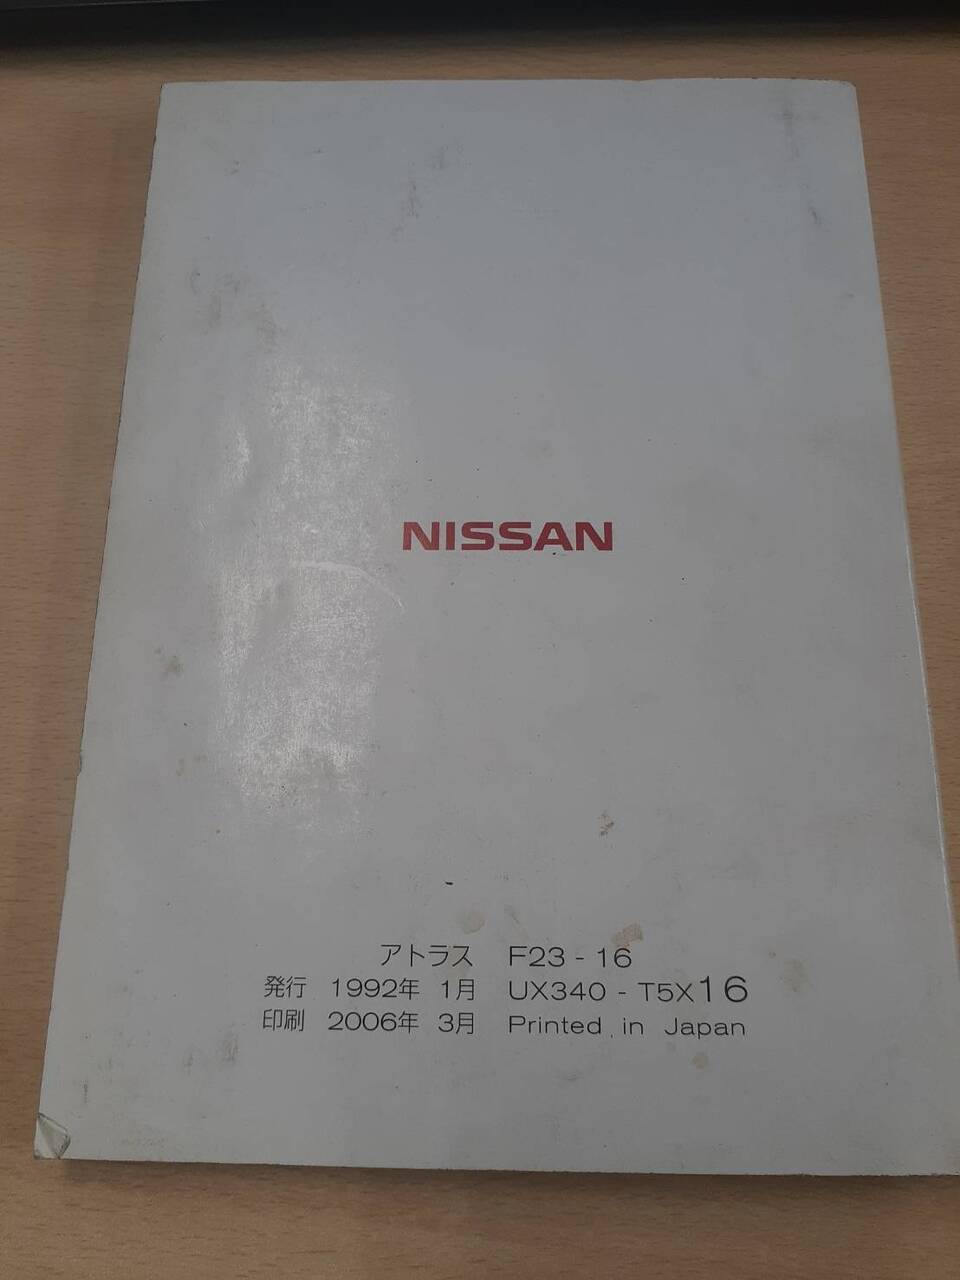 NISSAN
アトラス F23-16
発行 1992年 1月 UX340-T5X16
印刷 2006年 3月 Printed in Japan